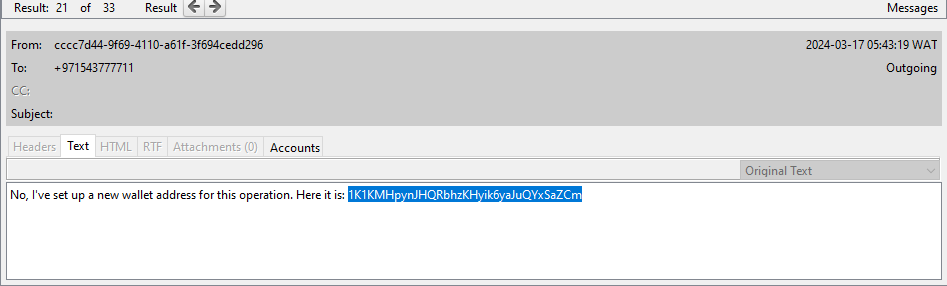 Result: 21 of 33 Result Messages
From: cccc7d44-9f69-4110-a61f-3f694cedd296 2024-03-17 05:43:19 WAT
To: +971543777711 Outgoing
CC:
Subject:
Headers Text HTML RTF Attachments (0) Accounts
Original Text
No, I've set up a new wallet address for this operation. Here it is: 1K1KMHpynJHQRbhzKHyik6yaJuQYxSaZCm